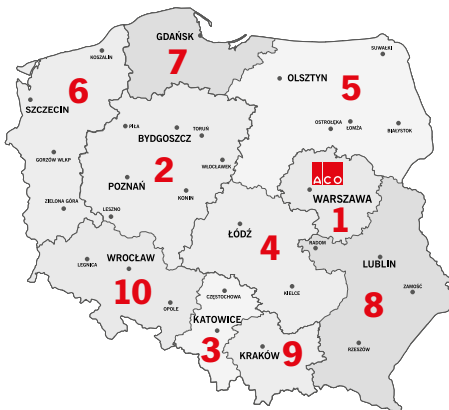 GDAŃSK
7
KOSZALIN
6
SZCZECIN
SUWAŁKI
OLSZTYN
5
OSTROŁĘKA
ŁOMŻA
BIAŁYSTOK
PIŁA
BYDGOSZCZ
TORUŃ
2
WŁOCŁAWEK
POZNAŃ
KONIN
LESZNO
GORZÓW WLKP
ZIELONA GÓRA
ACO
WARSZAWA
1
ŁÓDŹ
4
RADOM
KIELCE
LUBLIN
ZAMOŚĆ
8
RZESZÓW
WROCŁAW
LEGNICA
10
OPOLE
CZĘSTOCHOWA
KATOWICE
3
KRAKÓW
9